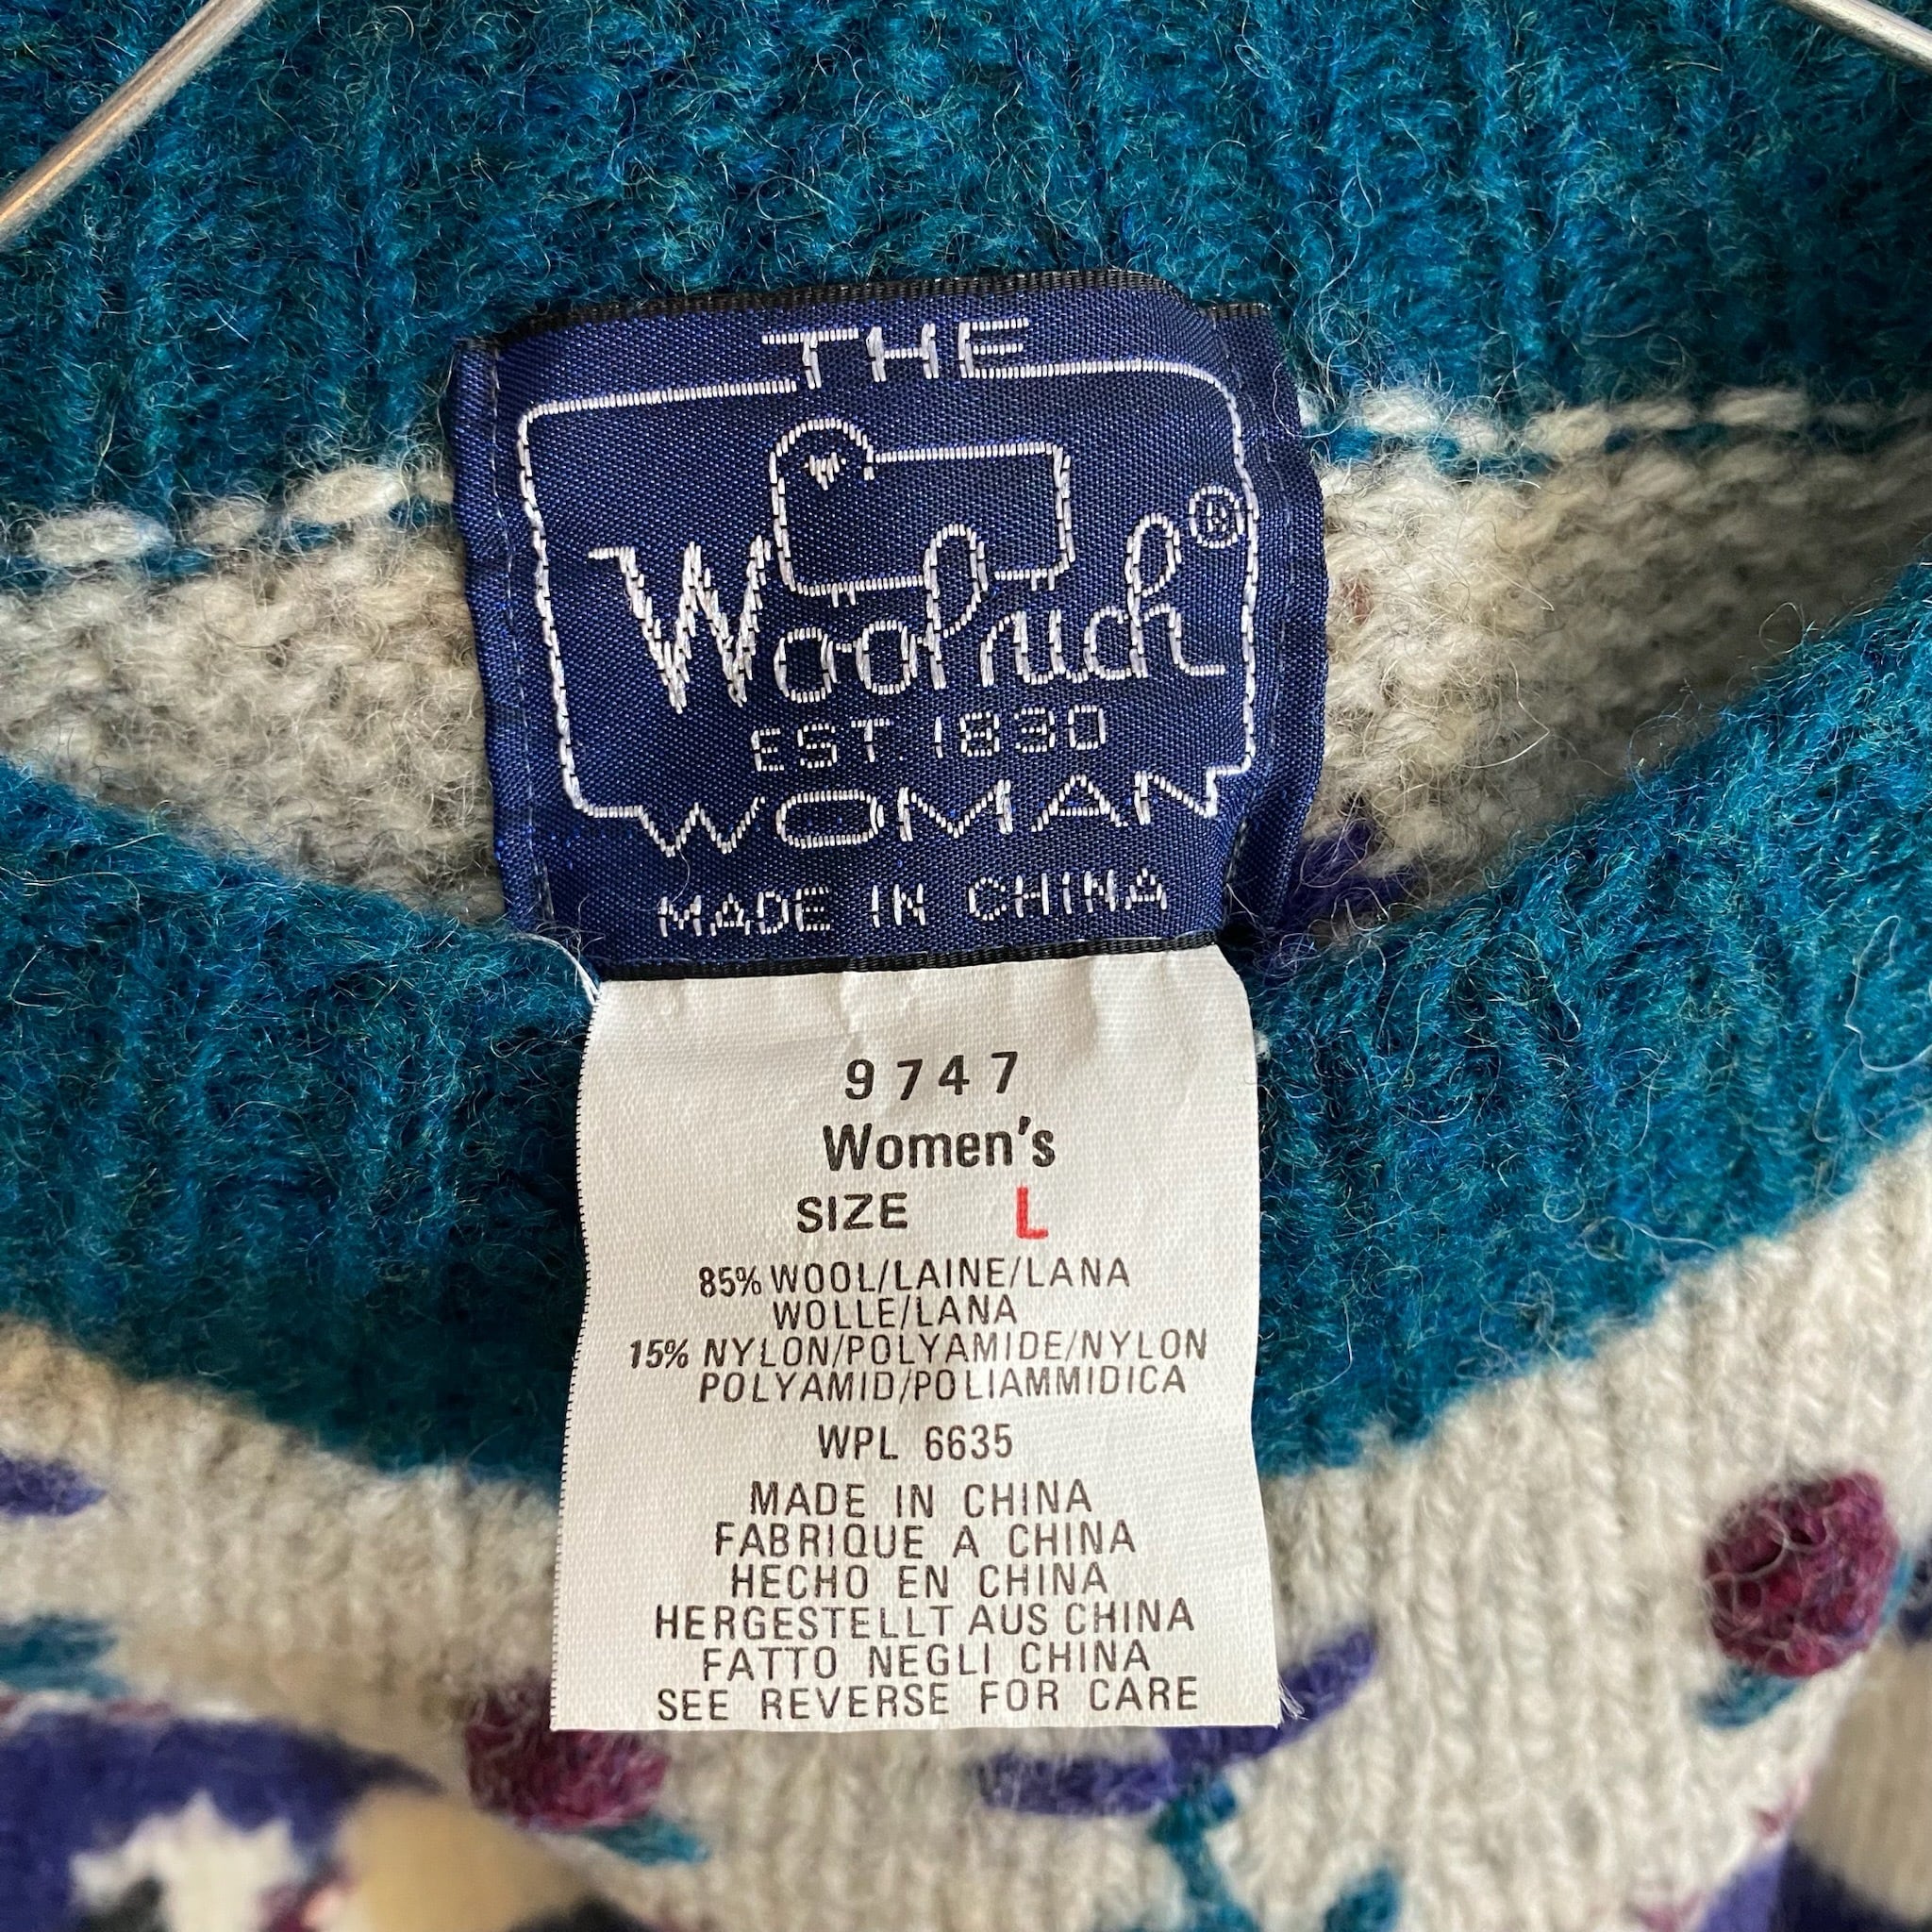 THE
Woolrich®
EST. 1830
WOMAN
MADE IN CHINA
9747
Women's
SIZE L
85% WOOL/LAINE/LANA
WOLLE/LANA
15% NYLON/POLYAMIDE/NYLON
POLYAMID/POLIAMMIDICA
WPL 6635
MADE IN CHINA
FABRIQUE A CHINA
HECHO EN CHINA
HERGESTELLT AUS CHINA
FATTO NEGLI CHINA
SEE REVERSE FOR CARE